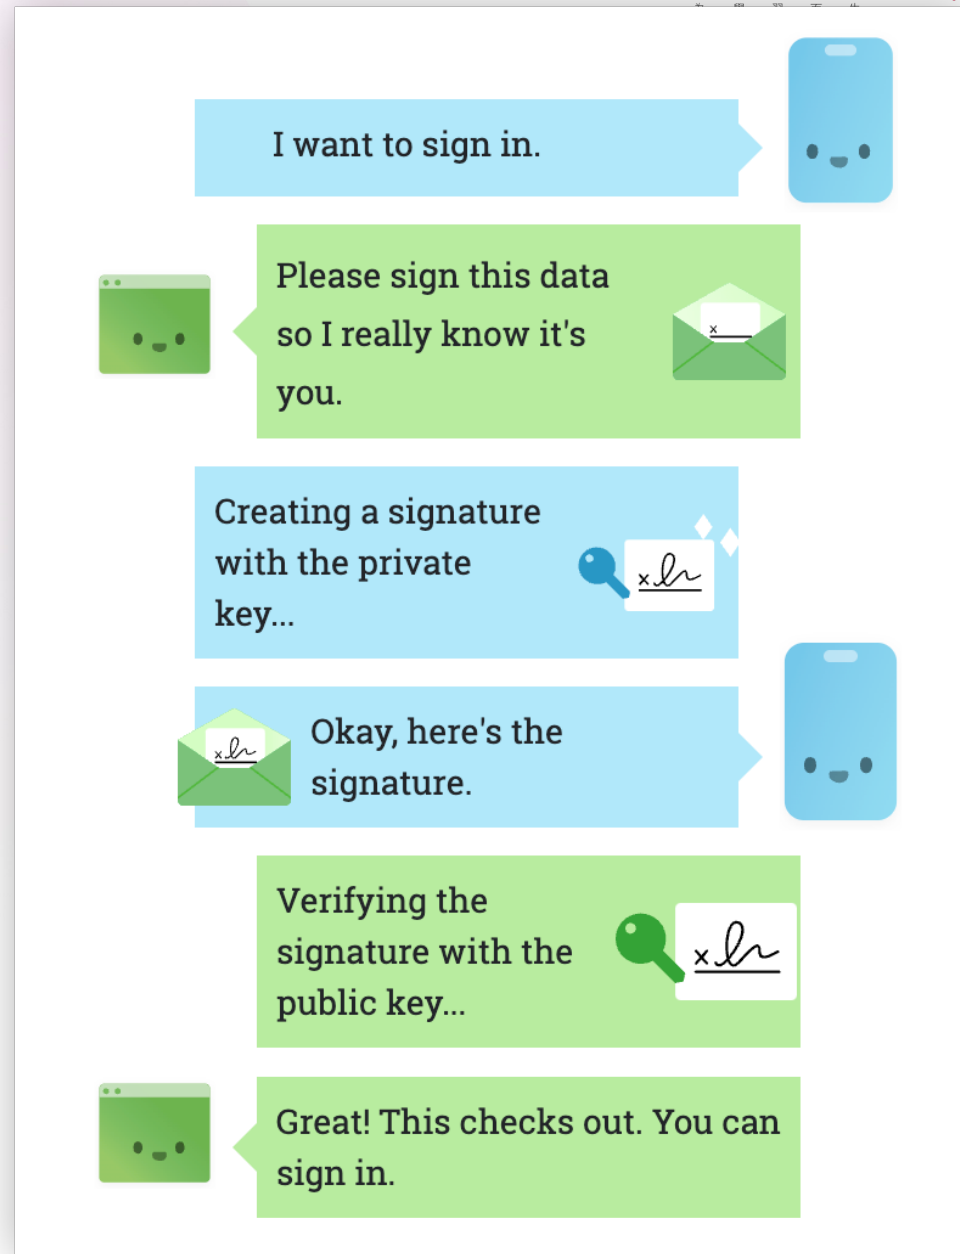 I want to sign in.
Please sign this data
so I really know it's
you.
x
Creating a signature
with the private
key...
x
Okay, here's the
signature.
x
Verifying the
signature with the
public key...
x
Great! This checks out. You can
sign in.